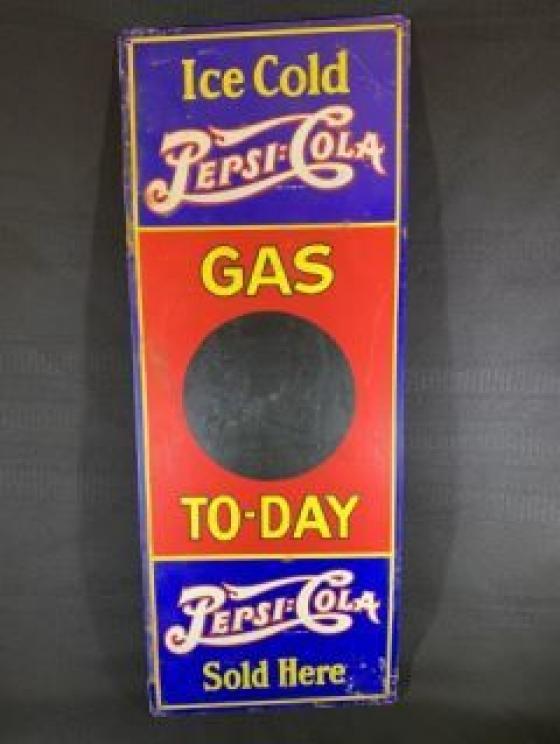 Ice Cold
PEPSI:COLA
GAS
TO-DAY
PEPSI:COLA
Sold Here